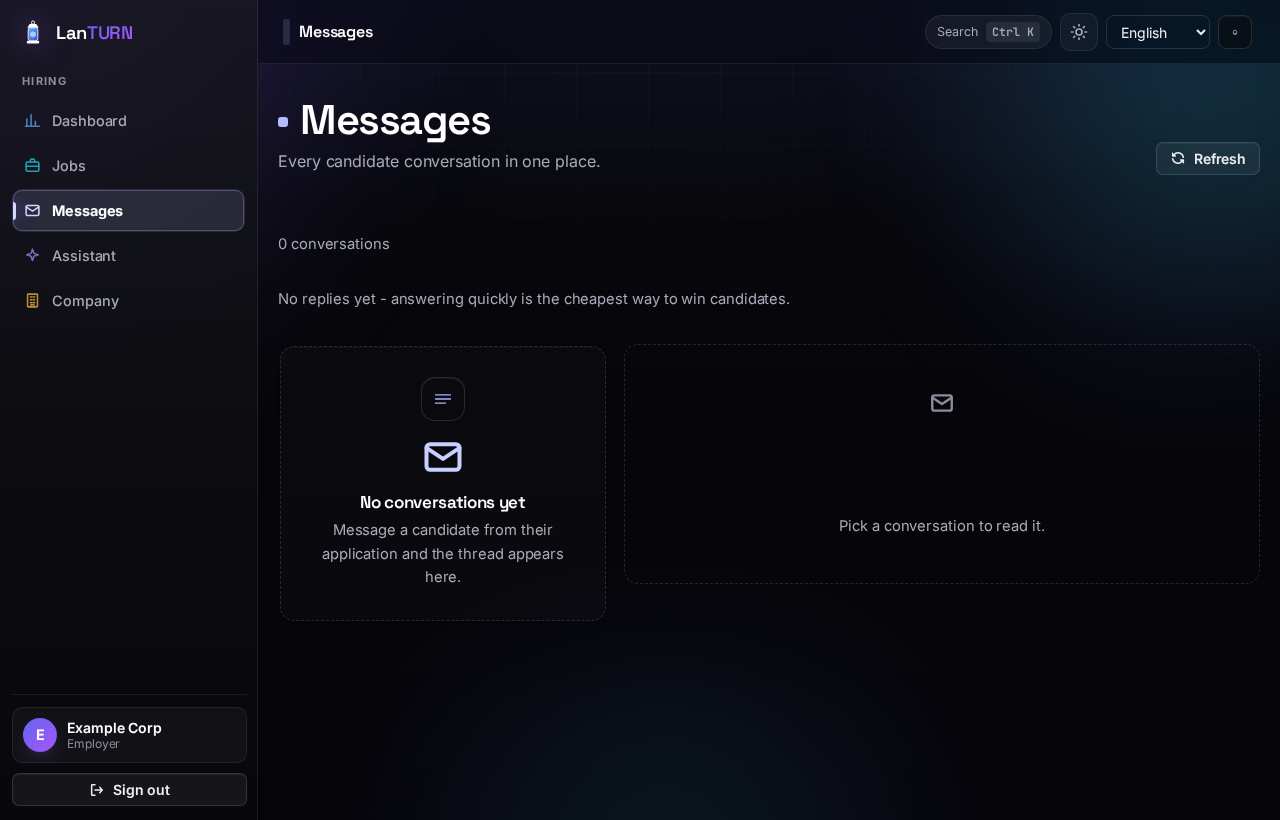 LanTURN
HIRING
Dashboard
Jobs
Messages
Assistant
Company
Example Corp
E
Employer
Sign out
Messages
Search Ctrl K
English
Messages
Every candidate conversation in one place.
Refresh
0 conversations
No replies yet - answering quickly is the cheapest way to win candidates.
No conversations yet
Message a candidate from their
application and the thread appears
here.
Pick a conversation to read it.